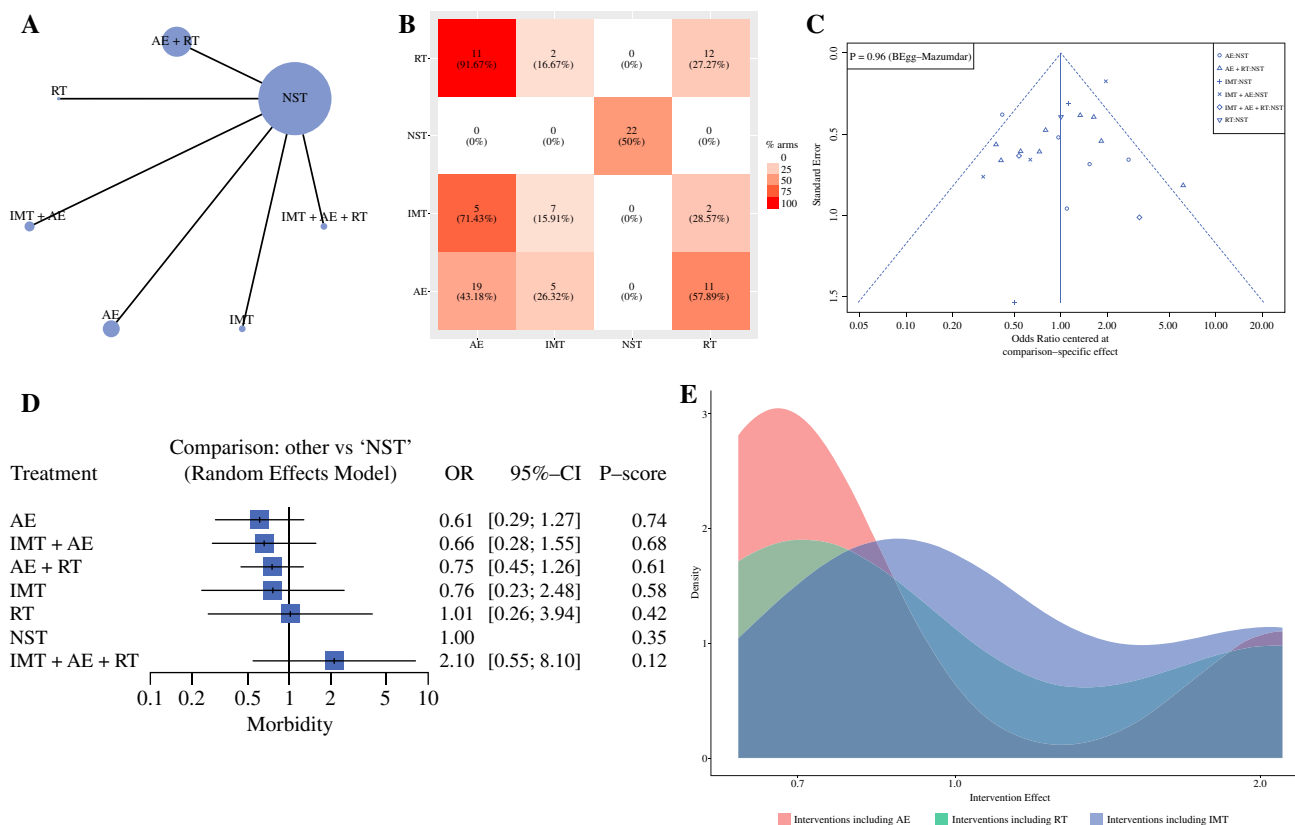 A
AE + RT
RT
NST
IMT + AE
IMT + AE + RT
AE
IMT
B
RT
11 2 0 12
(91.67%) (16.67%) (0%) (27.27%)
NST
0 0 22 0
(0%) (0%) (50%) (0%)
IMT
5 7 0 2
(71.43%) (15.91%) (0%) (28.57%)
AE
19 5 0 11
(43.18%) (26.32%) (0%) (57.89%)
AE IMT NST RT
% arms
0
25
50
75
100
C
P = 0.96 (BEgg–Mazumdar)
AE:NST
AE + RT:NST
IMT:NST
IMT + AE:NST
IMT + AE + RT:NST
RT:NST
Standard Error
0.0
0.5
1.0
1.5
0.05 0.10 0.20 0.50 1.00 2.00 5.00 10.00 20.00
Odds Ratio centered at
comparison–specific effect
D
Comparison: other vs ‘NST’
Treatment (Random Effects Model) OR 95%–CI P–score
AE 0.61 [0.29; 1.27] 0.74
IMT + AE 0.66 [0.28; 1.55] 0.68
AE + RT 0.75 [0.45; 1.26] 0.61
IMT 0.76 [0.23; 2.48] 0.58
RT 1.01 [0.26; 3.94] 0.42
NST 1.00 0.35
IMT + AE + RT 2.10 [0.55; 8.10] 0.12
0.1 0.2 0.5 1 2 5 10
Morbidity
E
Density
3
2
1
0
0.7 1.0 2.0
Intervention Effect
Interventions including AE Interventions including RT Interventions including IMT